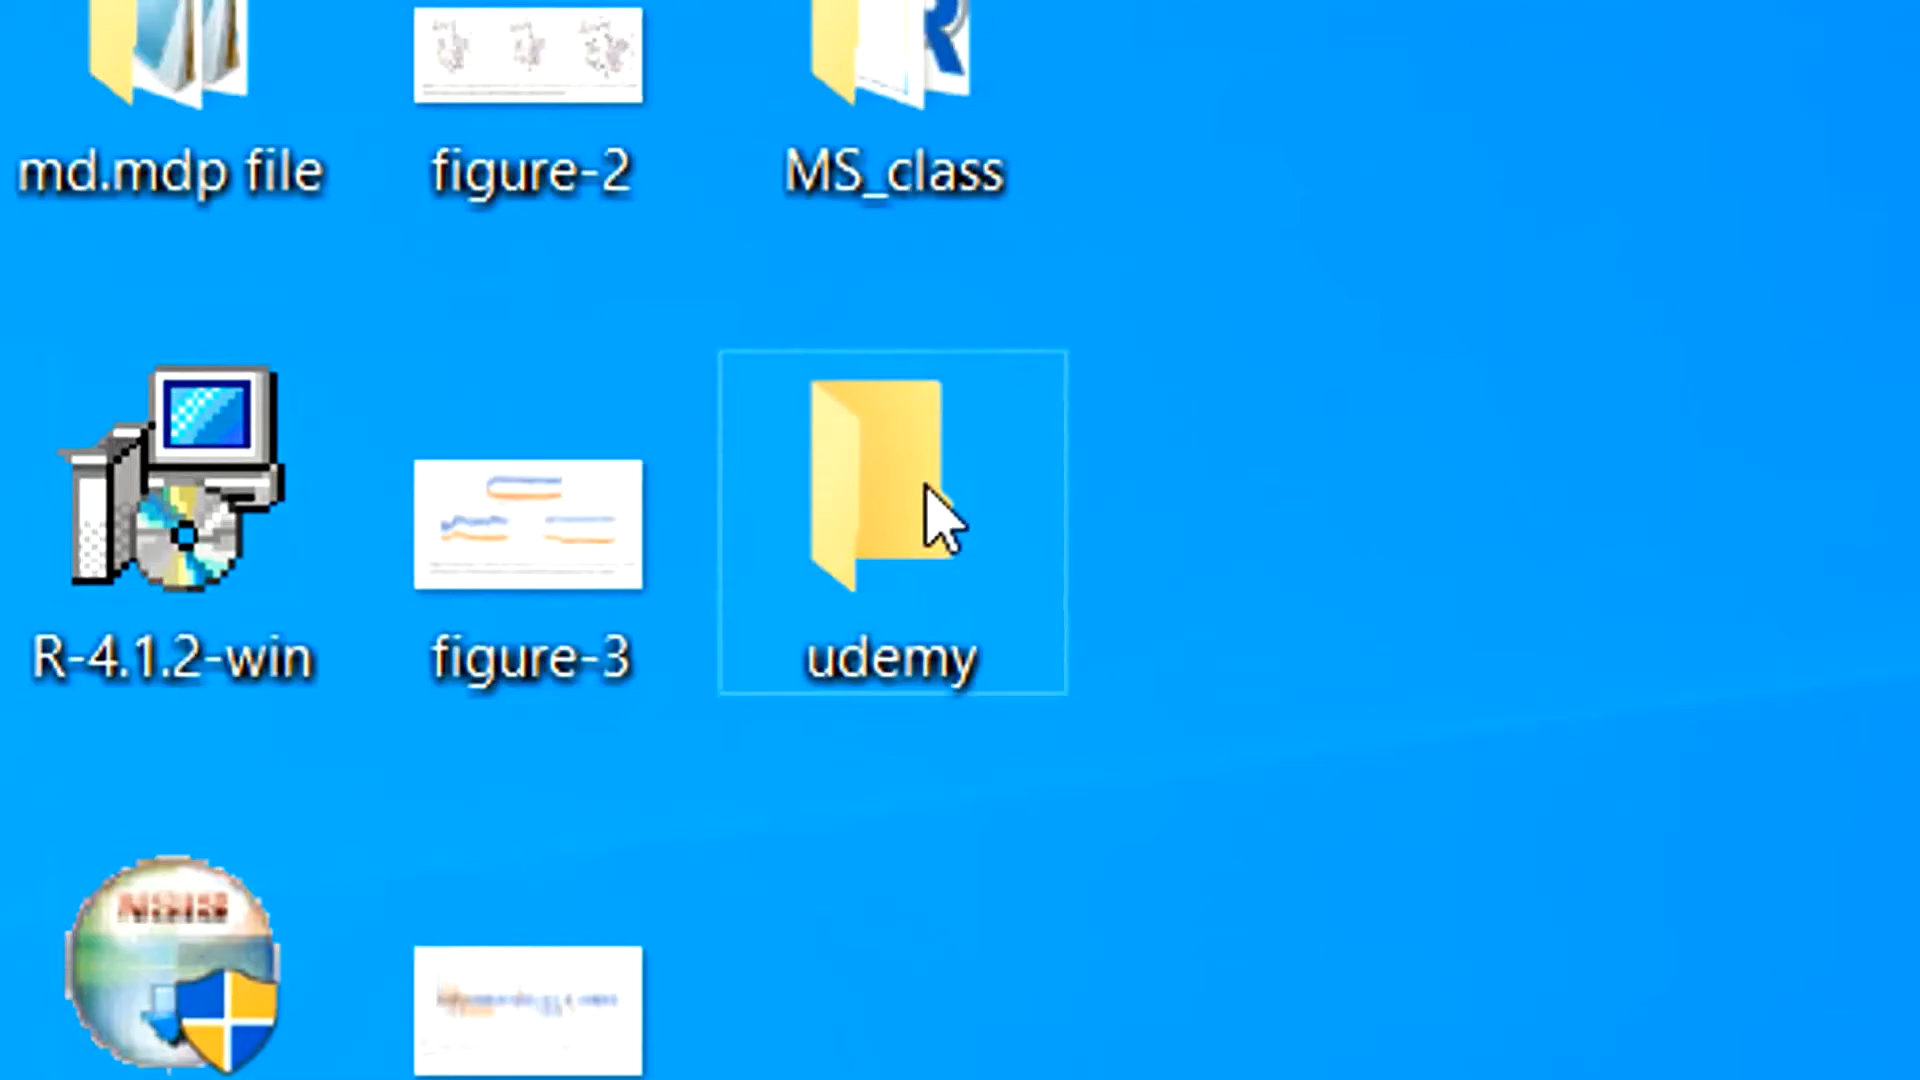 md.mdp file
figure-2
MS_class
R-4.1.2-win
figure-3
udemy